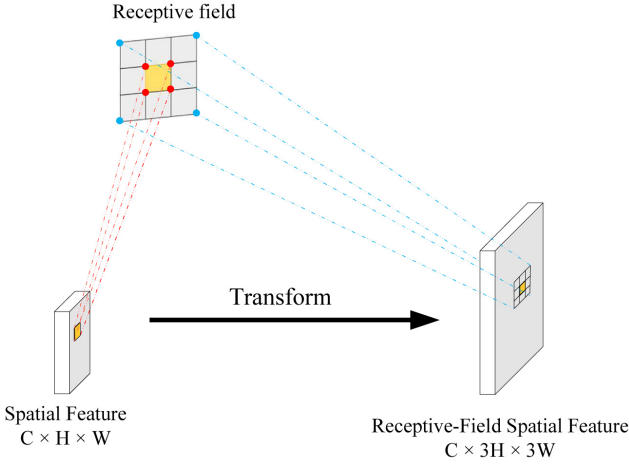 Receptive field
Transform
Spatial Feature
C × H × W
Receptive-Field Spatial Feature
C × 3H × 3W